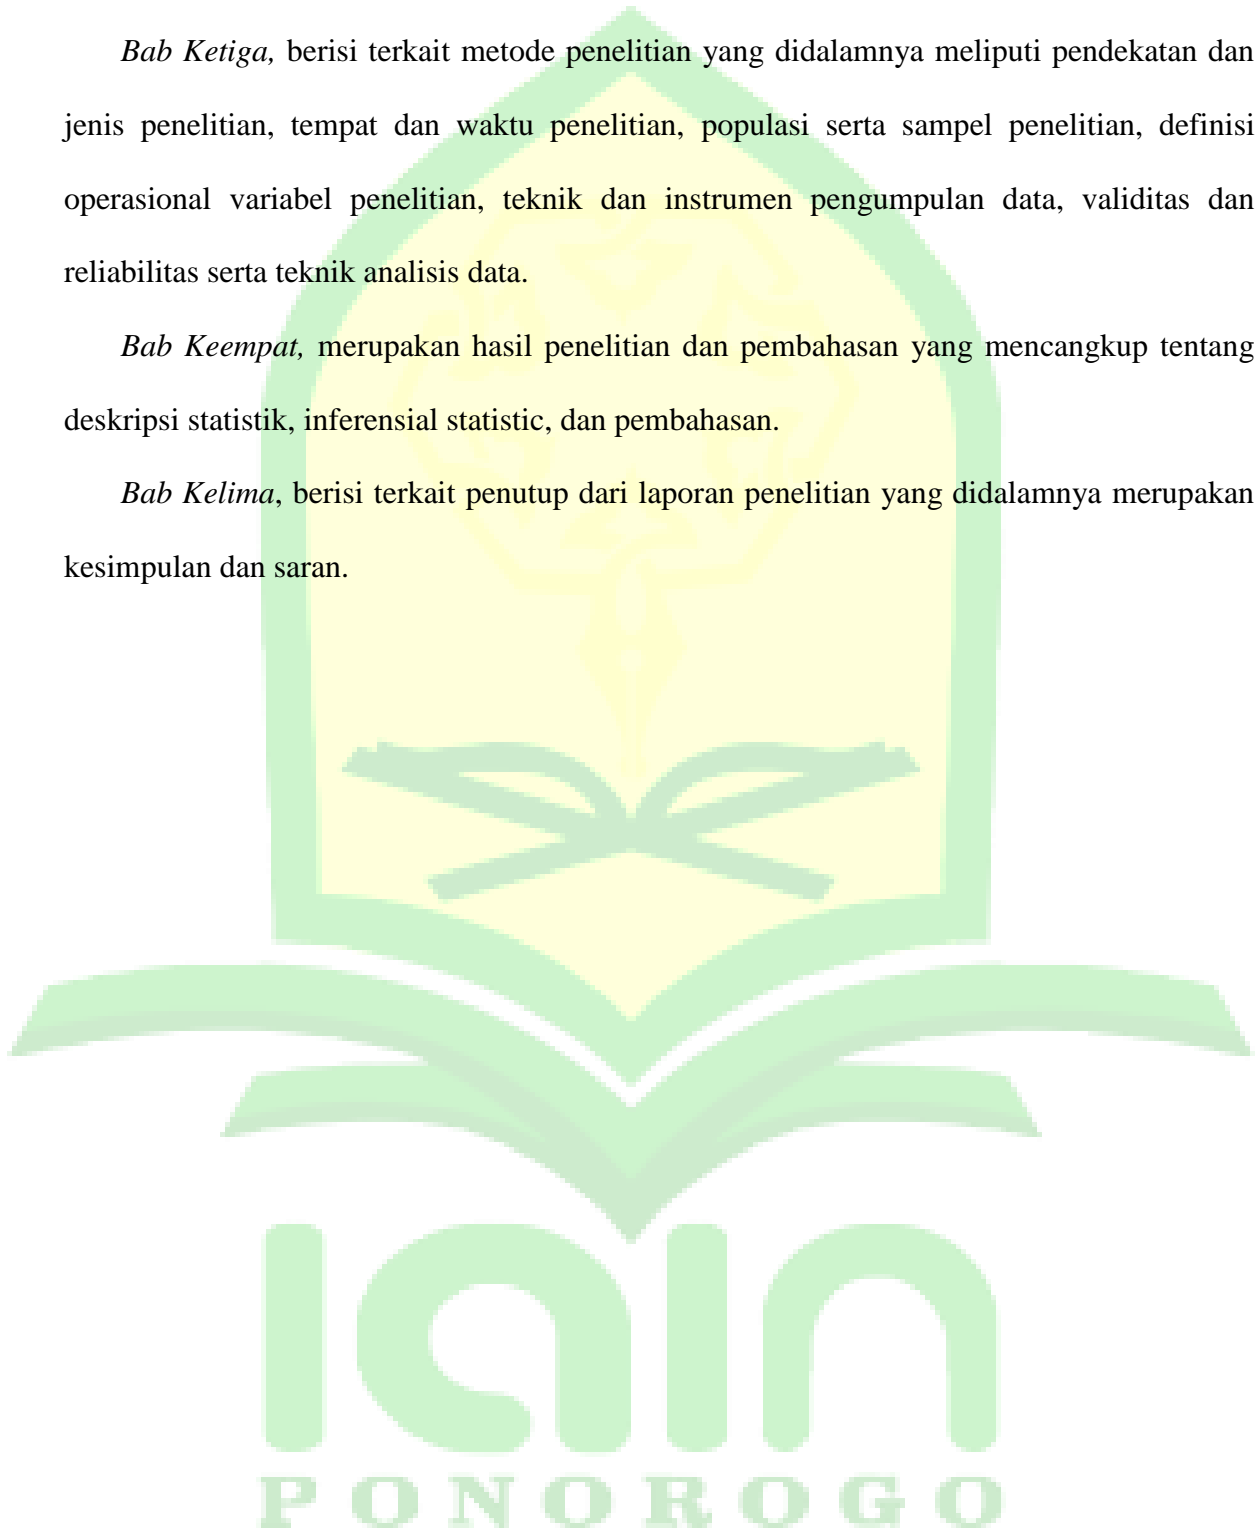 Bab Ketiga, berisi terkait metode penelitian yang didalamnya meliputi pendekatan dan
jenis penelitian, tempat dan waktu penelitian, populasi serta sampel penelitian, definisi
operasional variabel penelitian, teknik dan instrumen pengumpulan data, validitas dan
reliabilitas serta teknik analisis data.
Bab Keempat, merupakan hasil penelitian dan pembahasan yang mencangkup tentang
deskripsi statistik, inferensial statistic, dan pembahasan.
Bab Kelima, berisi terkait penutup dari laporan penelitian yang didalamnya merupakan
kesimpulan dan saran.
iain
PONOROGO